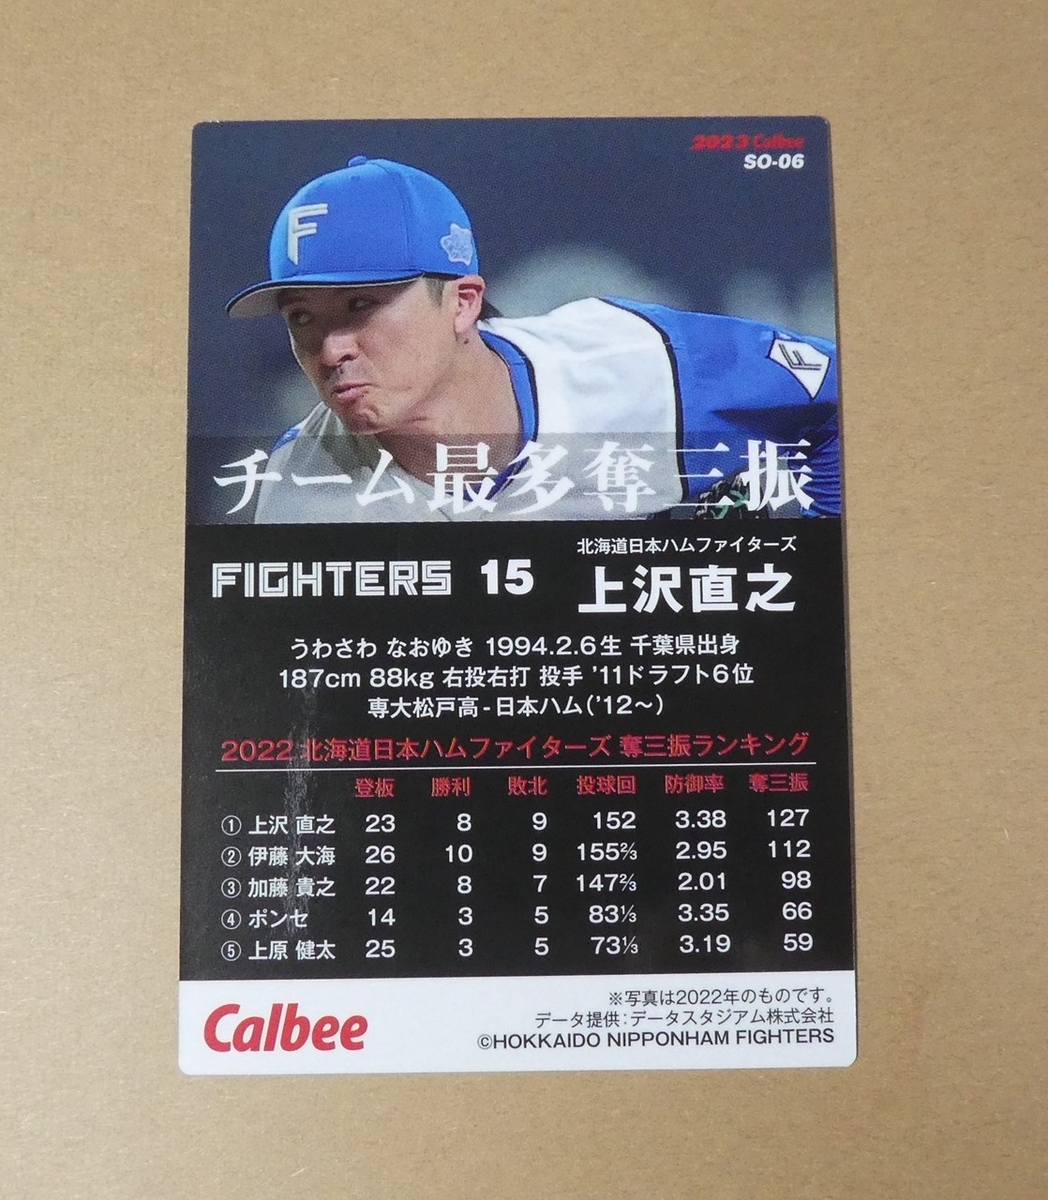 2023 Calbee
SO-06
F
F
チーム最多奪三振
北海道日本ハムファイターズ
FIGHTERS 15 上沢直之
うわさわ なおゆき 1994.2.6生 千葉県出身
187cm 88kg 右投右打 投手 '11ドラフト6位
専大松戸高-日本ハム('12～)
2022 北海道日本ハムファイターズ 奪三振ランキング
登板 勝利 敗北 投球回 防御率 奪三振
① 上沢 直之 23 8 9 152 3.38 127
② 伊藤 大海 26 10 9 155⅔ 2.95 112
③ 加藤 貴之 22 8 7 147⅔ 2.01 98
④ ポンセ 14 3 5 83⅓ 3.35 66
⑤ 上原 健太 25 3 5 73⅓ 3.19 59
Calbee
※写真は2022年のものです。
データ提供:データスタジアム株式会社
©HOKKAIDO NIPPONHAM FIGHTERS